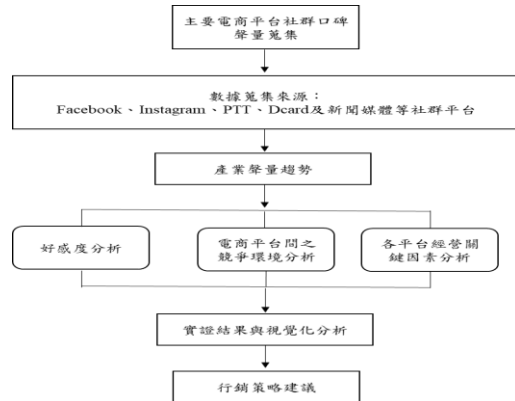 主要電商平台社群口碑
聲量蒐集
數據蒐集來源：
Facebook、Instagram、PTT、Dcard及新聞媒體等社群平台
產業聲量趨勢
好感度分析
電商平台間之
競爭環境分析
各平台經營關
鍵因素分析
實證結果與視覺化分析
行銷策略建議